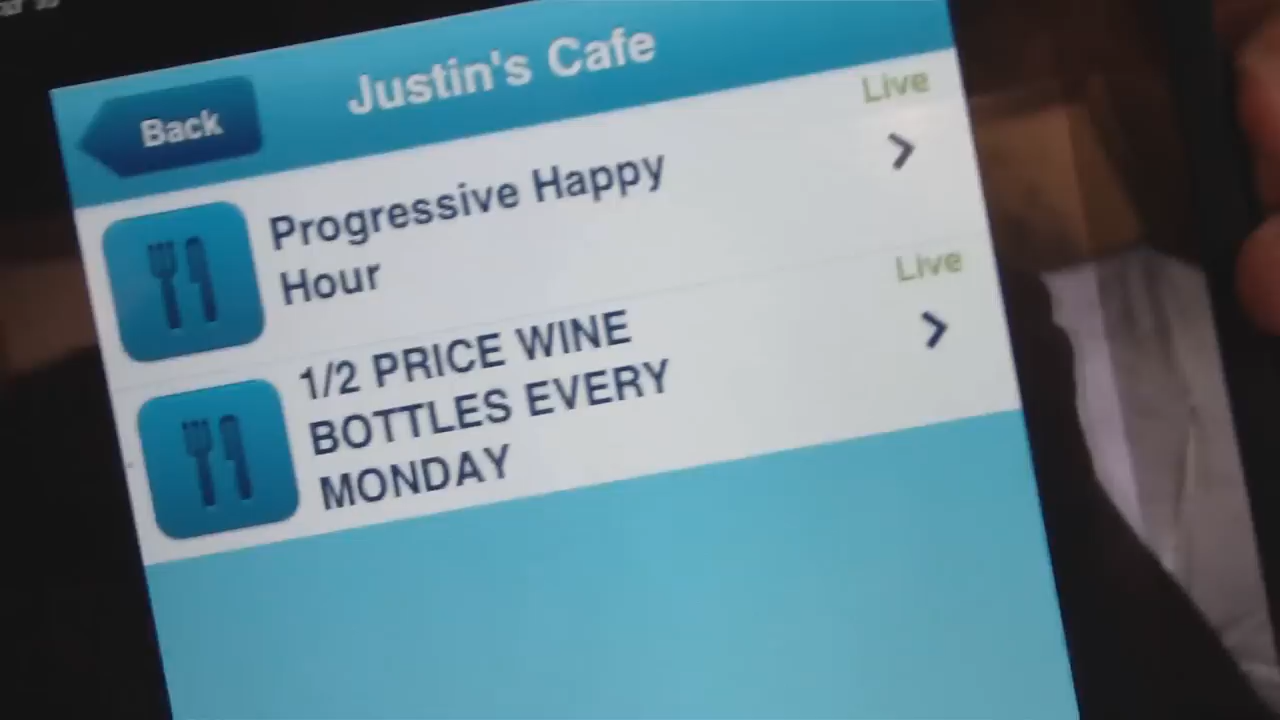 Justin's Cafe
Back
Live
Progressive Happy
Hour
Live
1/2 PRICE WINE
BOTTLES EVERY
MONDAY